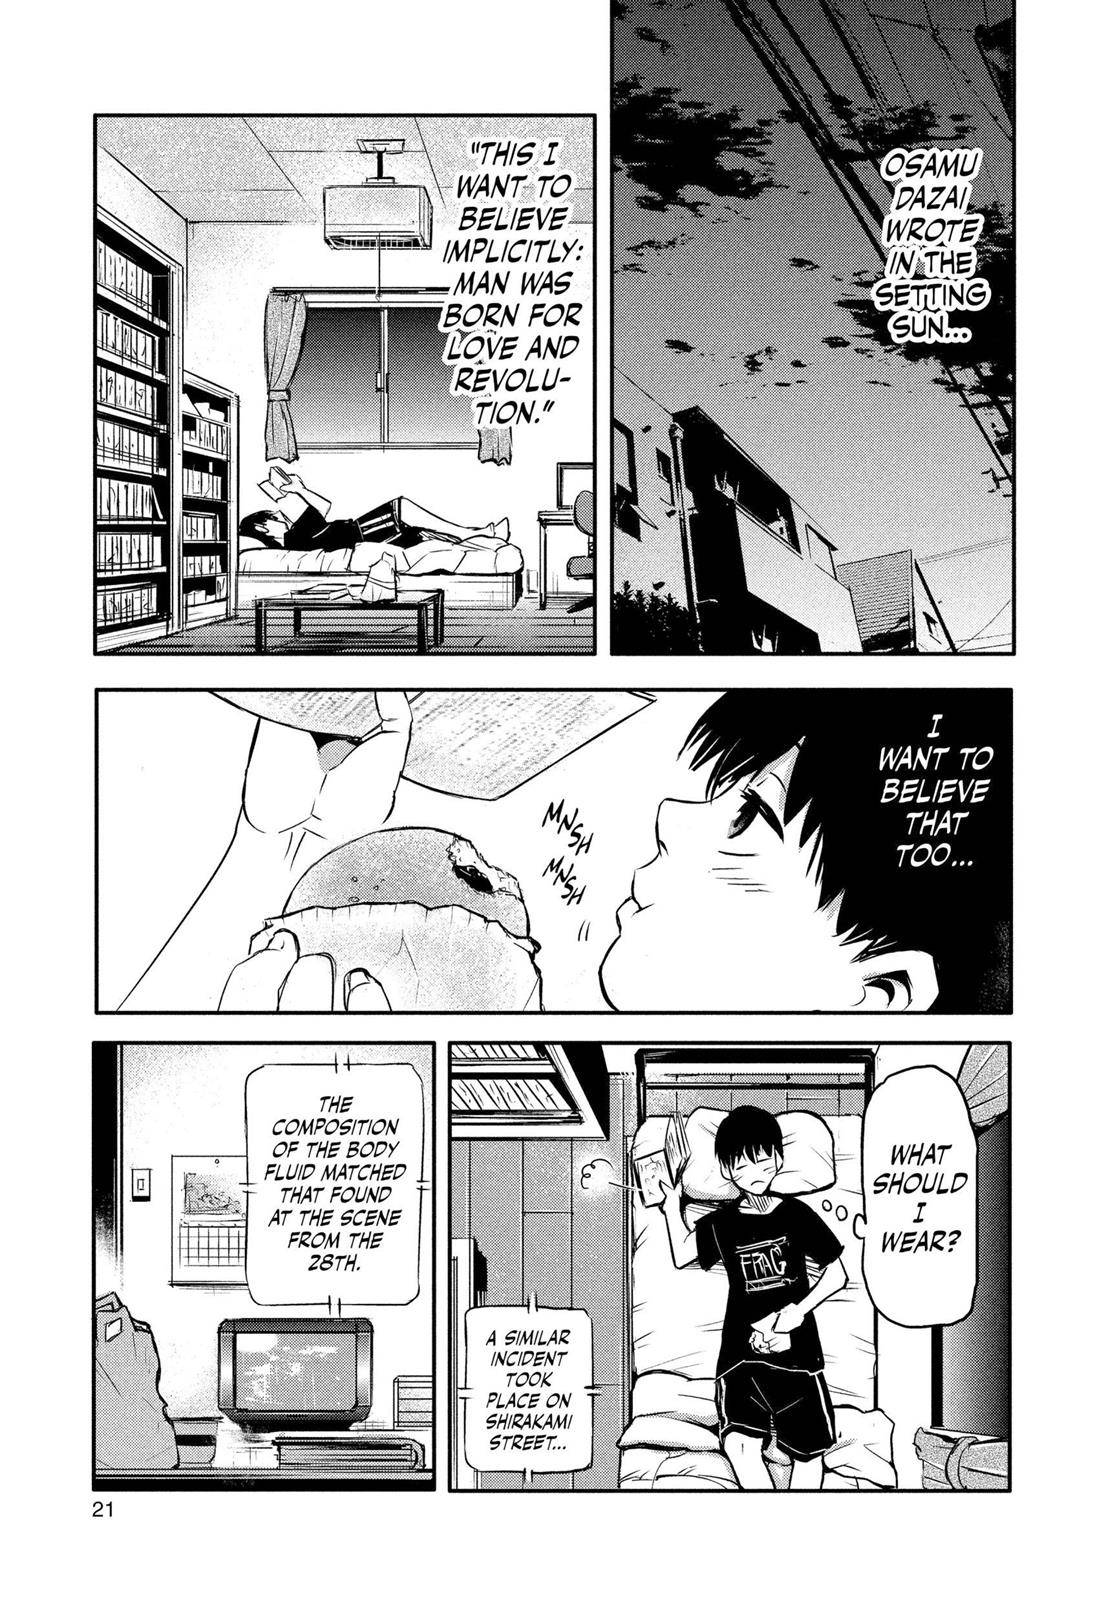 OSAMU
DAZAI
WROTE
IN THE
SETTING
SUN...
"THIS I
WANT TO
BELIEVE
IMPLICITLY:
MAN WAS
BORN FOR
LOVE AND
REVOLU-
TION."
I
WANT TO
BELIEVE
THAT
TOO...
MNSH
MNSH
WHAT
SHOULD
I
WEAR?
FRAG
A SIMILAR
INCIDENT
TOOK
PLACE ON
SHIRAKAMI
STREET...
THE
COMPOSITION
OF THE BODY
FLUID MATCHED
THAT FOUND
AT THE SCENE
FROM THE
28TH.
21